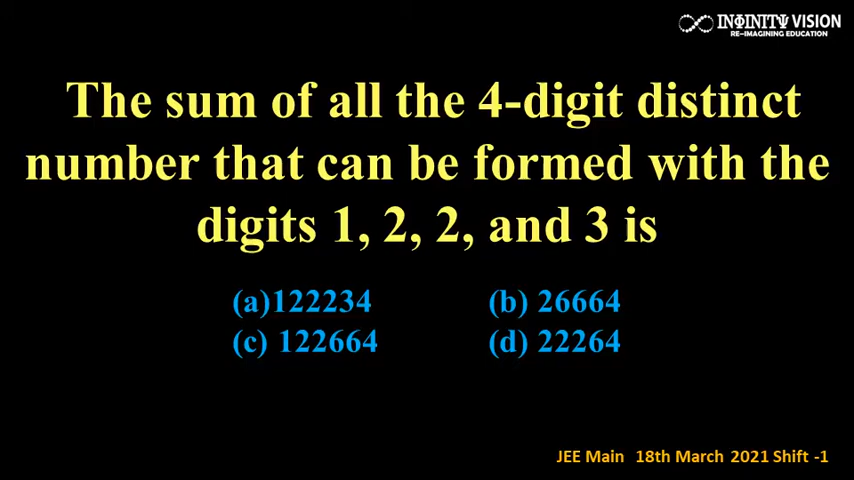 INΦINITΨ VISION
RE-IMAGINING EDUCATION
The sum of all the 4-digit distinct
number that can be formed with the
digits 1, 2, 2, and 3 is
(a)122234 (b) 26664
(c) 122664 (d) 22264
JEE Main 18th March 2021 Shift -1